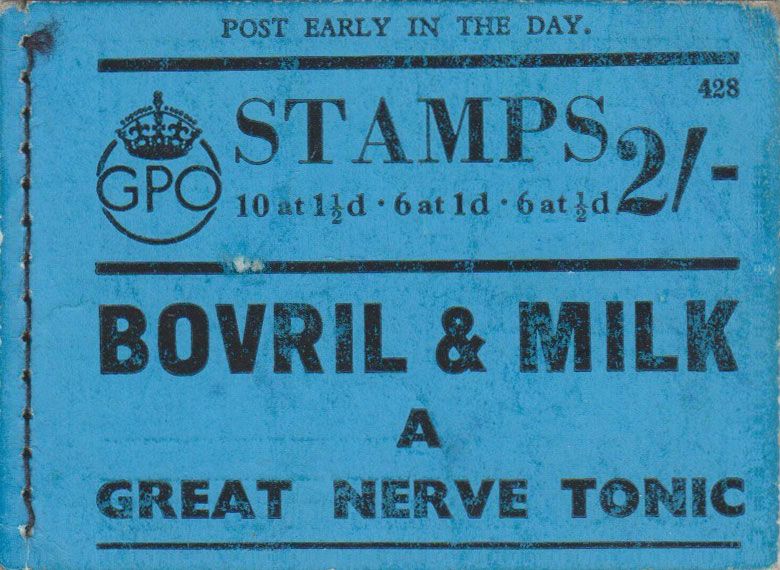 POST EARLY IN THE DAY.
428
STAMPS 2/-
GPO
10 at 1½d · 6 at 1d · 6 at ½d
BOVRIL & MILK
A
GREAT NERVE TONIC